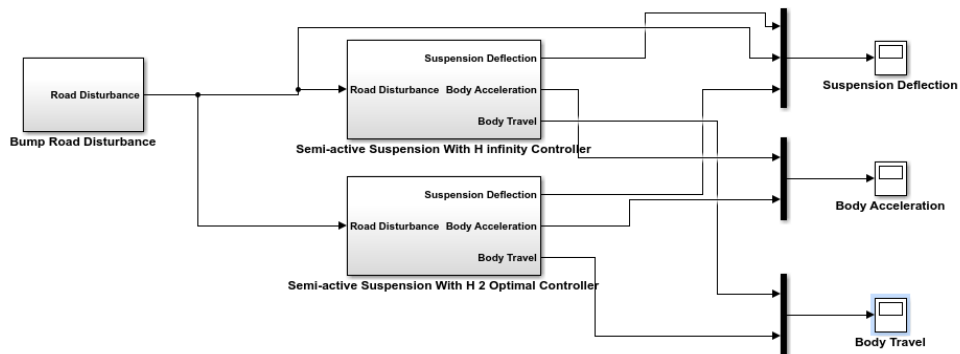 Road Disturbance
Bump Road Disturbance
Suspension Deflection
Road Disturbance Body Acceleration
Body Travel
Semi-active Suspension With H infinity Controller
Suspension Deflection
Road Disturbance Body Acceleration
Body Travel
Semi-active Suspension With H 2 Optimal Controller
Suspension Deflection
Body Acceleration
Body Travel